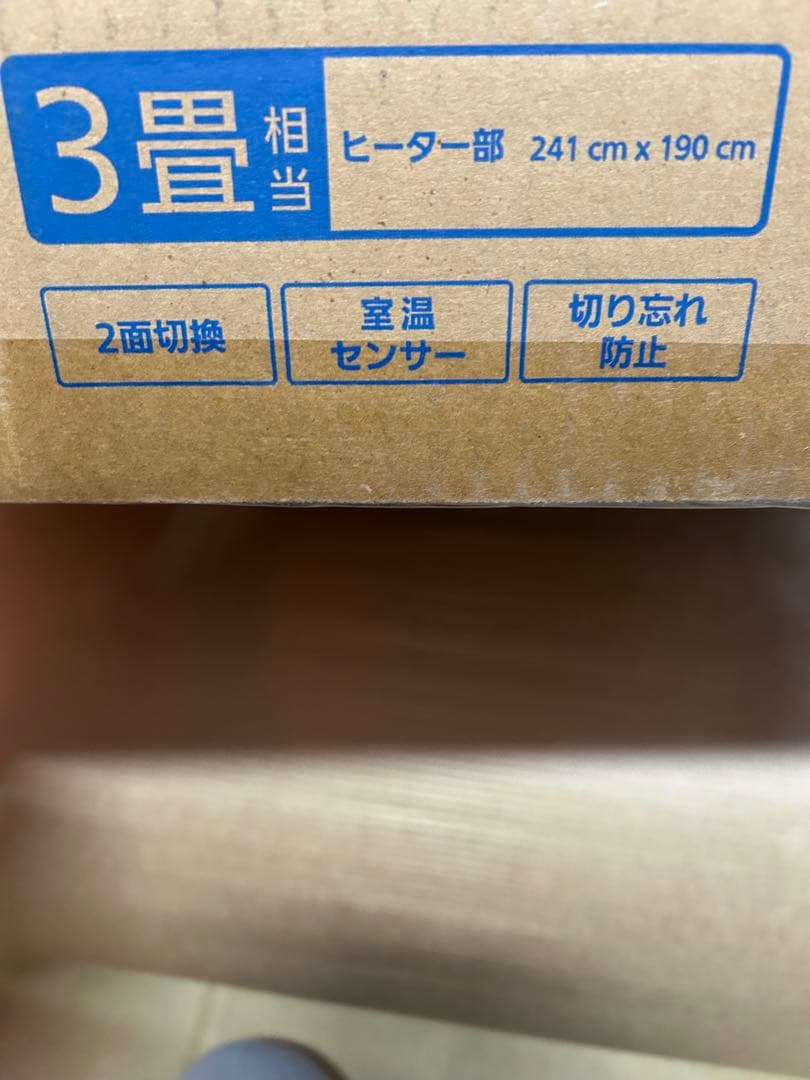 3畳相当
ヒーター部 241 cm x 190 cm
2面切換
室温
センサー
切り忘れ
防止